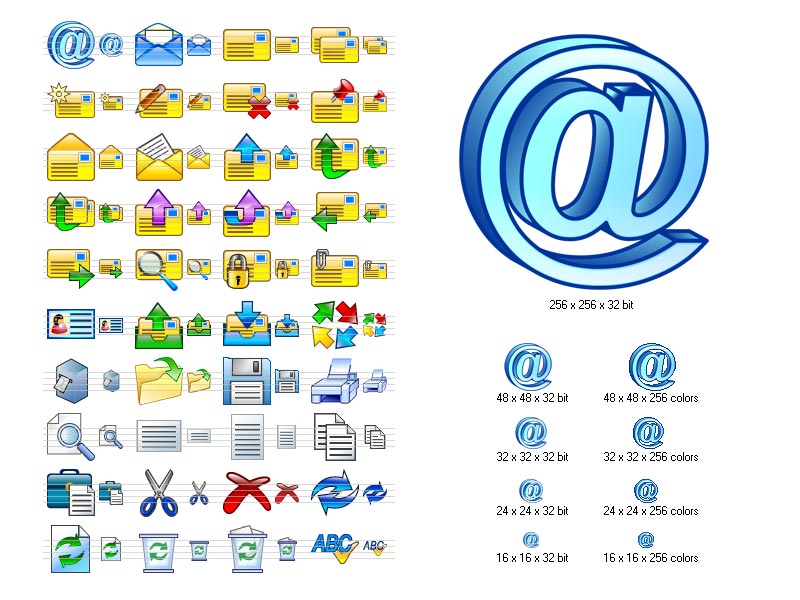 256 x 256 x 32 bit
48 x 48 x 32 bit
48 x 48 x 256 colors
32 x 32 x 32 bit
32 x 32 x 256 colors
24 x 24 x 32 bit
24 x 24 x 256 colors
16 x 16 x 32 bit
16 x 16 x 256 colors
ABC ABC